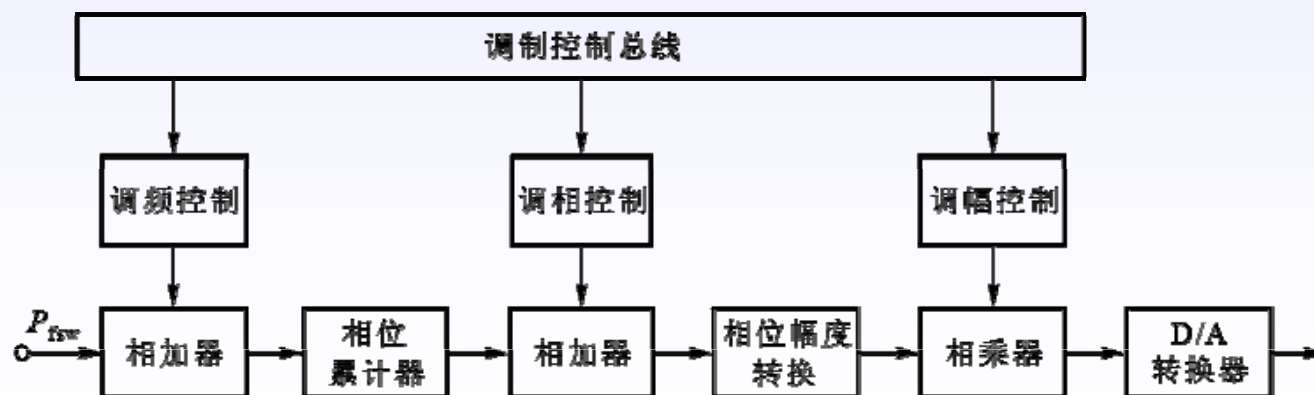 调制控制总线
调频控制
调相控制
调幅控制
P_fsw
相加器
相位
累计器
相加器
相位幅度
转换
相乘器
D/A
转换器